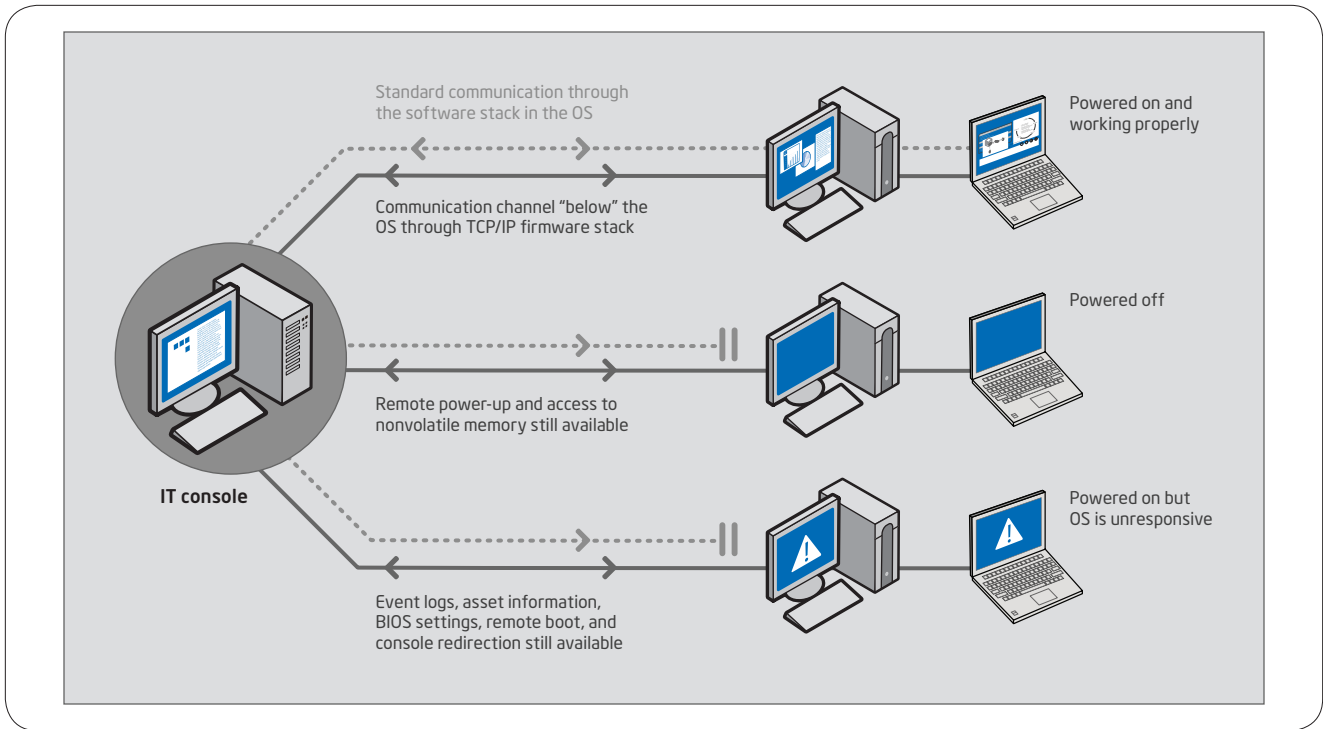 Standard communication through
the software stack in the OS
Powered on and
working properly
Communication channel “below” the
OS through TCP/IP firmware stack
Powered off
Remote power-up and access to
nonvolatile memory still available
IT console
Powered on but
OS is unresponsive
Event logs, asset information,
BIOS settings, remote boot, and
console redirection still available